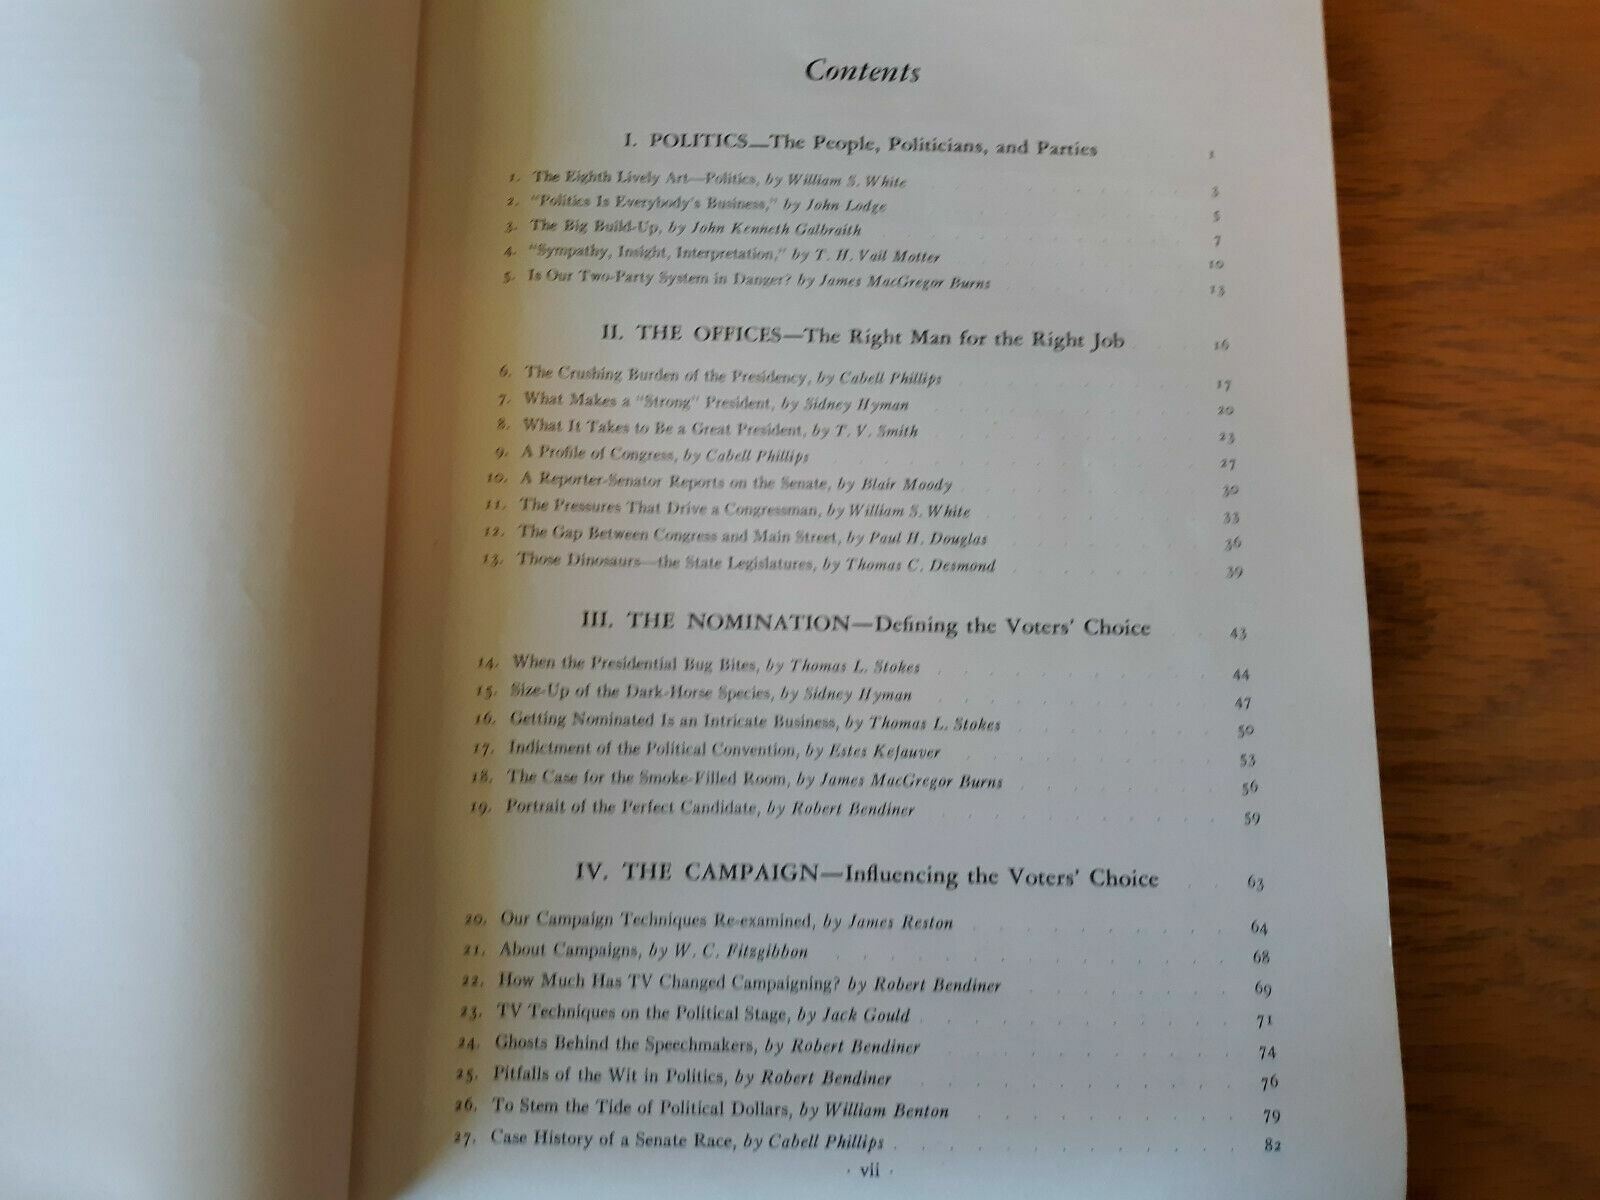 Contents
I. POLITICS—The People, Politicians, and Parties 1
1. The Eighth Lively Art—Politics, by William S. White 3
2. "Politics Is Everybody's Business," by John Lodge 5
3. The Big Build-Up, by John Kenneth Galbraith 7
4. "Sympathy, Insight, Interpretation," by T. H. Vail Motter 10
5. Is Our Two-Party System in Danger? by James MacGregor Burns 13
II. THE OFFICES—The Right Man for the Right Job 16
6. The Crushing Burden of the Presidency, by Cabell Phillips 17
7. What Makes a "Strong" President, by Sidney Hyman 20
8. What It Takes to Be a Great President, by T. V. Smith 23
9. A Profile of Congress, by Cabell Phillips 27
10. A Reporter-Senator Reports on the Senate, by Blair Moody 30
11. The Pressures That Drive a Congressman, by William S. White 33
12. The Gap Between Congress and Main Street, by Paul H. Douglas 36
13. Those Dinosaurs—the State Legislatures, by Thomas C. Desmond 39
III. THE NOMINATION—Defining the Voters' Choice 43
14. When the Presidential Bug Bites, by Thomas L. Stokes 44
15. Size-Up of the Dark-Horse Species, by Sidney Hyman 47
16. Getting Nominated Is an Intricate Business, by Thomas L. Stokes 50
17. Indictment of the Political Convention, by Estes Kefauver 53
18. The Case for the Smoke-Filled Room, by James MacGregor Burns 56
19. Portrait of the Perfect Candidate, by Robert Bendiner 59
IV. THE CAMPAIGN—Influencing the Voters' Choice 63
20. Our Campaign Techniques Re-examined, by James Reston 64
21. About Campaigns, by W. C. Fitzgibbon 68
22. How Much Has TV Changed Campaigning? by Robert Bendiner 69
23. TV Techniques on the Political Stage, by Jack Gould 71
24. Ghosts Behind the Speechmakers, by Robert Bendiner 74
25. Pitfalls of the Wit in Politics, by Robert Bendiner 76
26. To Stem the Tide of Political Dollars, by William Benton 79
27. Case History of a Senate Race, by Cabell Phillips 82
· vii ·